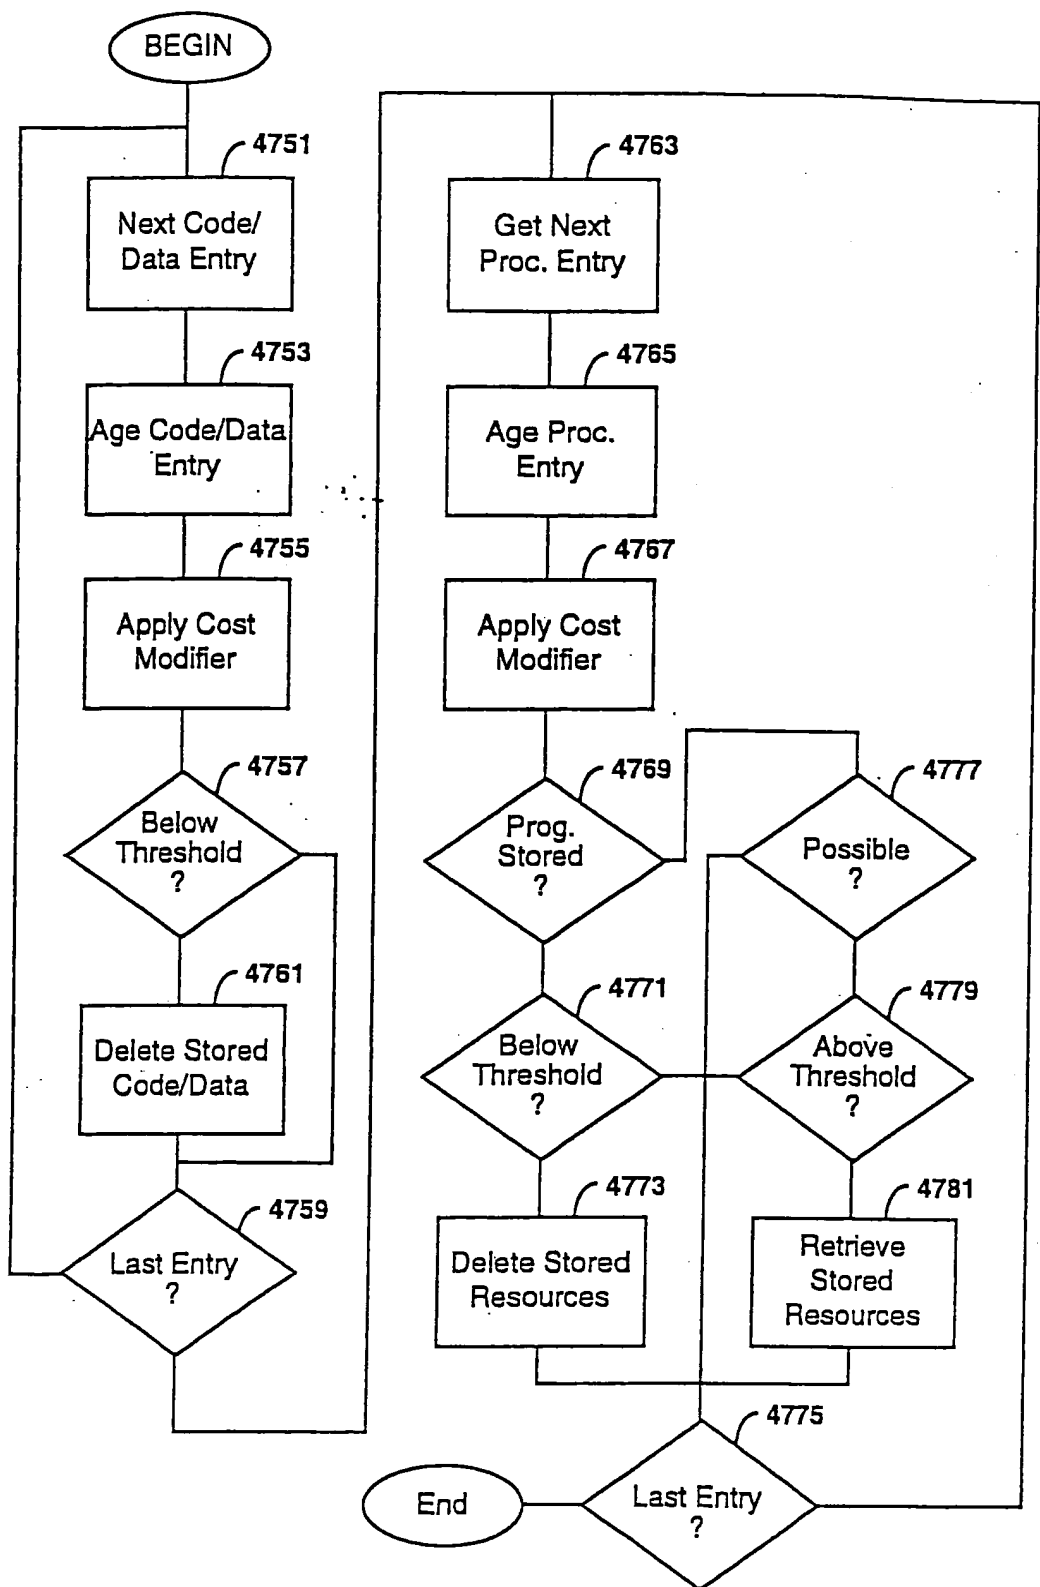 BEGIN
4751
Next Code/
Data Entry
4753
Age Code/Data
Entry
4755
Apply Cost
Modifier
4757
Below
Threshold
?
4761
Delete Stored
Code/Data
4759
Last Entry
?
4763
Get Next
Proc. Entry
4765
Age Proc.
Entry
4767
Apply Cost
Modifier
4769
Prog.
Stored
?
4777
Possible
?
4771
Below
Threshold
?
4779
Above
Threshold
?
4773
Delete Stored
Resources
4781
Retrieve
Stored
Resources
4775
Last Entry
?
End